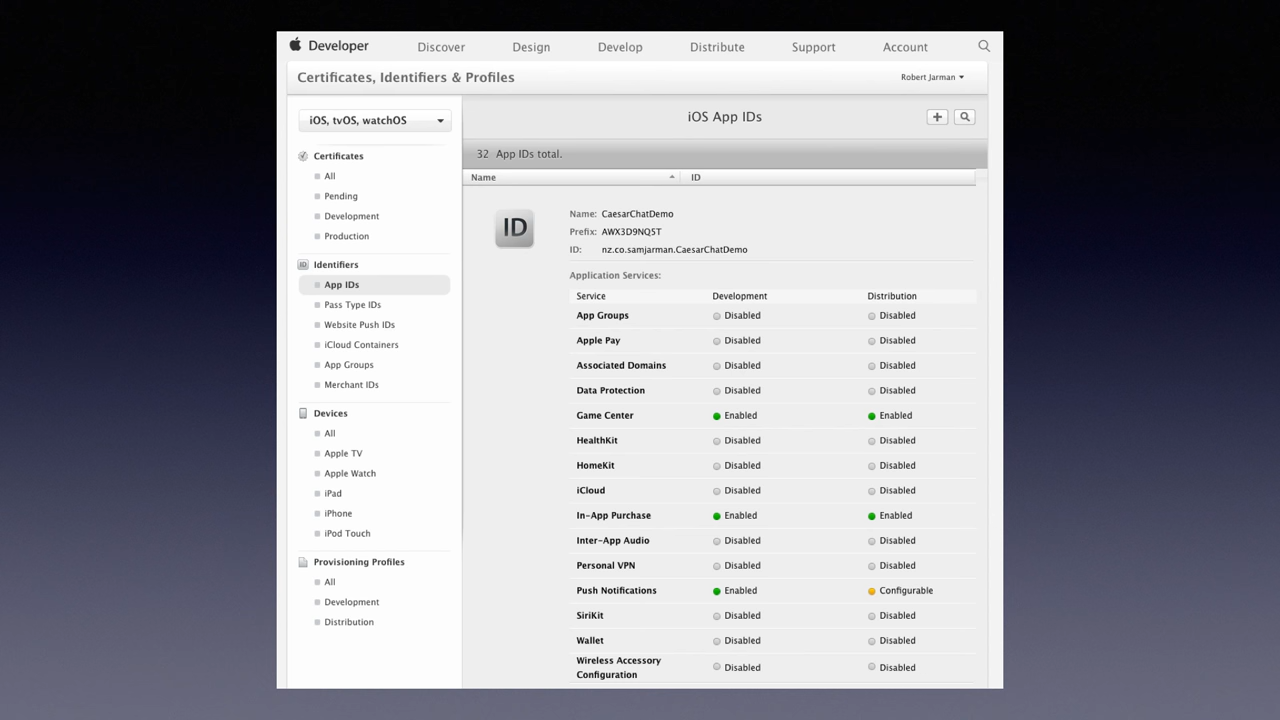 Developer Discover Design Develop Distribute Support Account
Certificates, Identifiers & Profiles Robert Jarman
iOS, tvOS, watchOS
Certificates
All
Pending
Development
Production
ID Identifiers
App IDs
Pass Type IDs
Website Push IDs
iCloud Containers
App Groups
Merchant IDs
Devices
All
Apple TV
Apple Watch
iPad
iPhone
iPod Touch
Provisioning Profiles
All
Development
Distribution
iOS App IDs
32 App IDs total.
Name ID
ID
Name: CaesarChatDemo
Prefix: AWX3D9NQ5T
ID: nz.co.samjarman.CaesarChatDemo
Application Services:
Service Development Distribution
App Groups Disabled Disabled
Apple Pay Disabled Disabled
Associated Domains Disabled Disabled
Data Protection Disabled Disabled
Game Center Enabled Enabled
HealthKit Disabled Disabled
HomeKit Disabled Disabled
iCloud Disabled Disabled
In-App Purchase Enabled Enabled
Inter-App Audio Disabled Disabled
Personal VPN Disabled Disabled
Push Notifications Enabled Configurable
SiriKit Disabled Disabled
Wallet Disabled Disabled
Wireless Accessory
Configuration Disabled Disabled